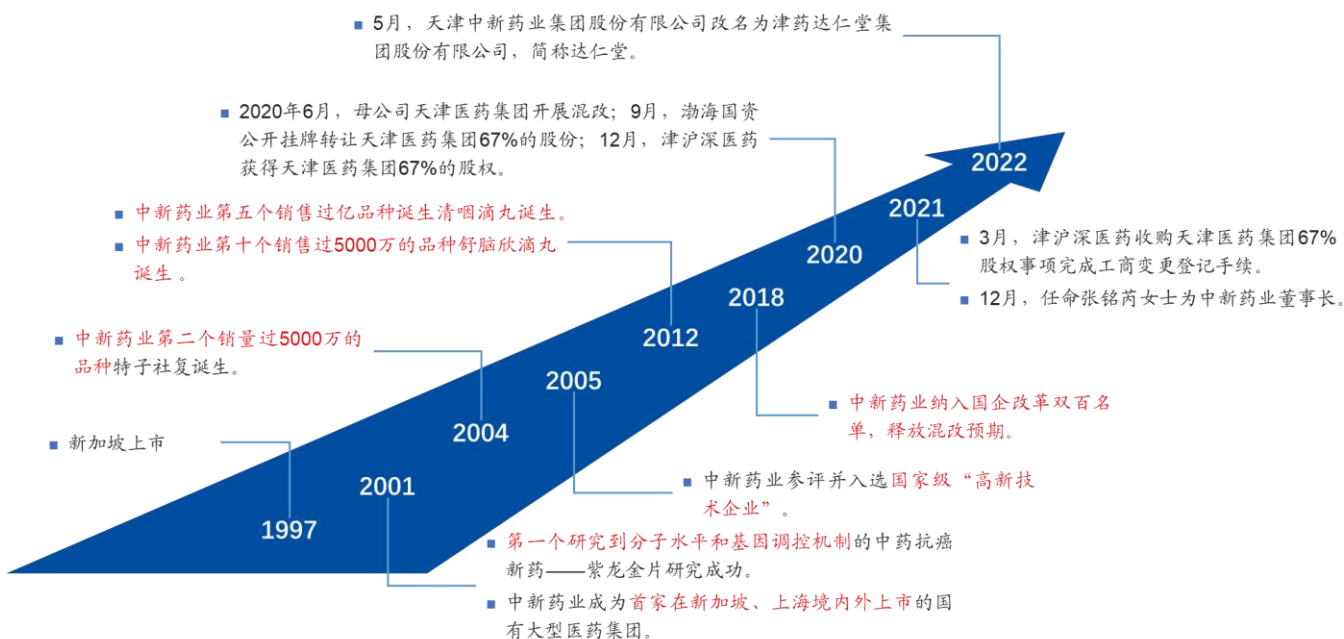 ■ 5月，天津中新药业集团股份有限公司改名为津药达仁堂集
团股份有限公司，简称达仁堂。
■ 2020年6月，母公司天津医药集团开展混改；9月，渤海国资
公开挂牌转让天津医药集团67%的股份；12月，津沪深医药
获得天津医药集团67%的股权。
2022
■ 中新药业第五个销售过亿品种诞生清咽滴丸诞生。
■ 中新药业第十个销售过5000万的品种舒脑欣滴丸
诞生 。
2021
■ 3月，津沪深医药收购天津医药集团67%
股权事项完成工商变更登记手续。
■ 12月，任命张铭芮女士为中新药业董事长。
2020
2018
2012
■ 中新药业第二个销量过5000万的
品种特子社复诞生。
2005
■ 中新药业纳入国企改革双百名
单，释放混改预期。
2004
■ 新加坡上市
■ 中新药业参评并入选国家级“高新技
术企业”。
2001
1997
■ 第一个研究到分子水平和基因调控机制的中药抗癌
新药——紫龙金片研究成功。
■ 中新药业成为首家在新加坡、上海境内外上市的国
有大型医药集团。